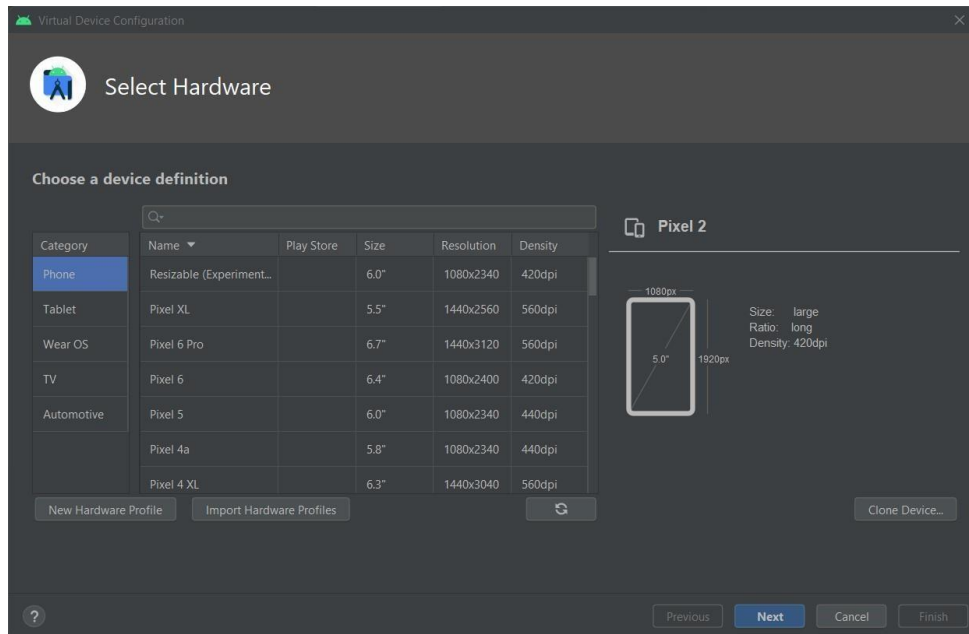 Virtual Device Configuration
Select Hardware
Choose a device definition
Category
Phone
Tablet
Wear OS
TV
Automotive
Name Play Store Size Resolution Density
Resizable (Experiment... 6.0" 1080x2340 420dpi
Pixel XL 5.5" 1440x2560 560dpi
Pixel 6 Pro 6.7" 1440x3120 560dpi
Pixel 6 6.4" 1080x2400 420dpi
Pixel 5 6.0" 1080x2340 440dpi
Pixel 4a 5.8" 1080x2340 440dpi
Pixel 4 XL 6.3" 1440x3040 560dpi
New Hardware Profile Import Hardware Profiles
Pixel 2
1080px
5.0"
1920px
Size: large
Ratio: long
Density: 420dpi
Clone Device...
? Previous Next Cancel Finish